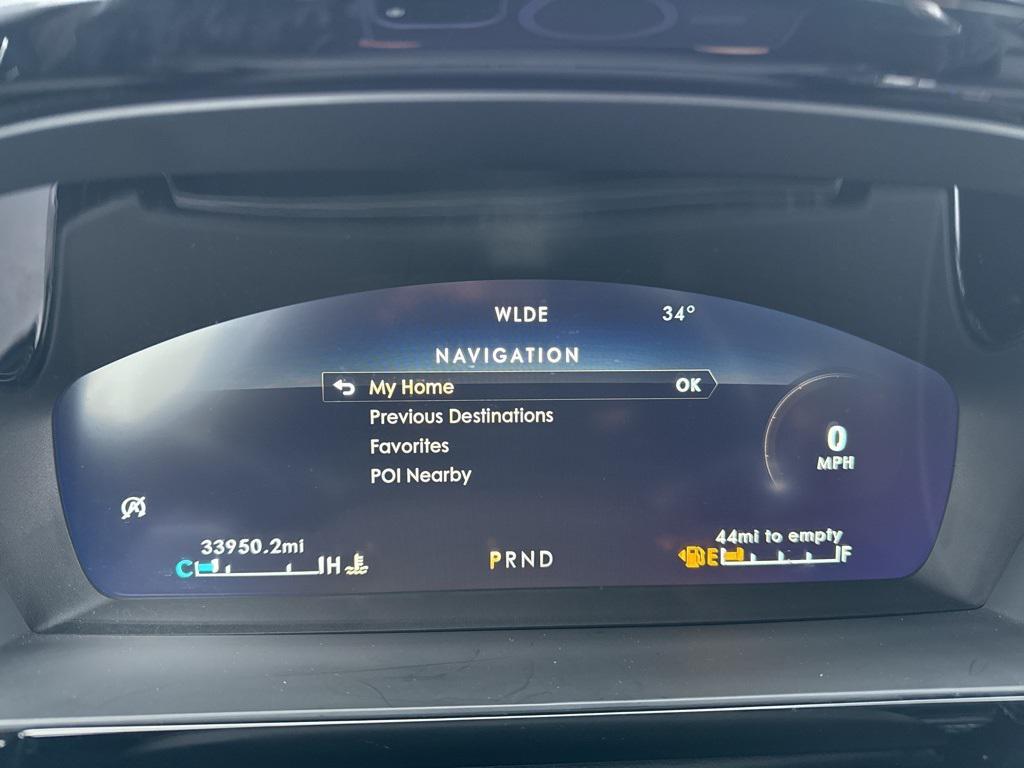 WLDE 34°
NAVIGATION
My Home OK
Previous Destinations
Favorites
POI Nearby
0
MPH
A
33950.2mi
C H
PRND
44mi to empty
E F